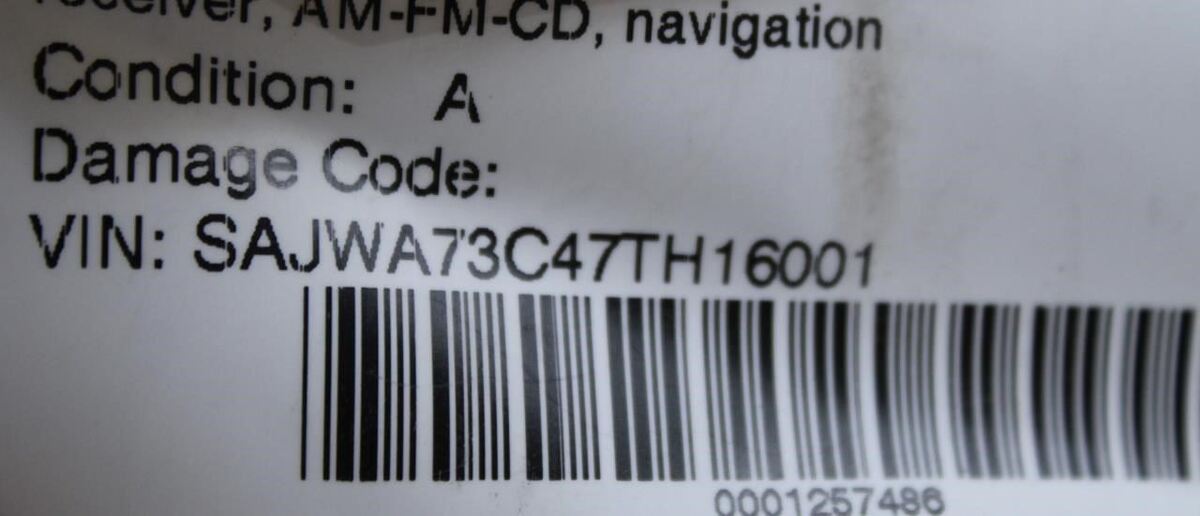 receiver, AM-FM-CD, navigation
Condition: A
Damage Code:
VIN: SAJWA73C47TH16001
0001257486